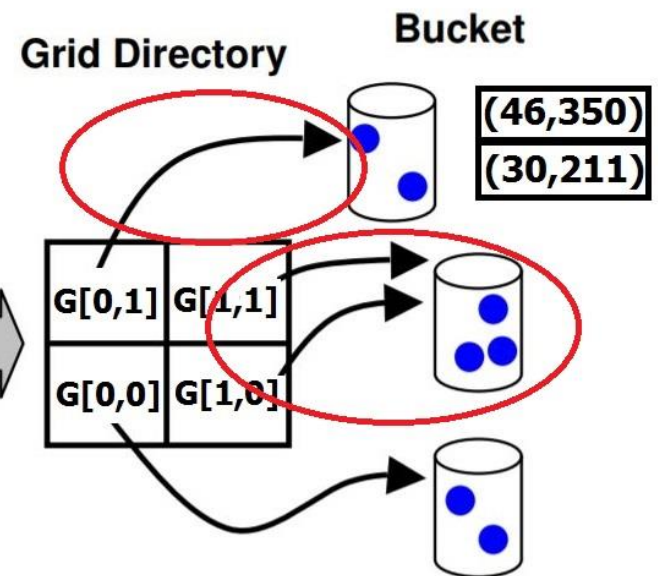 Grid Directory
Bucket
(46,350)
(30,211)
G[0,1] G[1,1]
G[0,0] G[1,0]